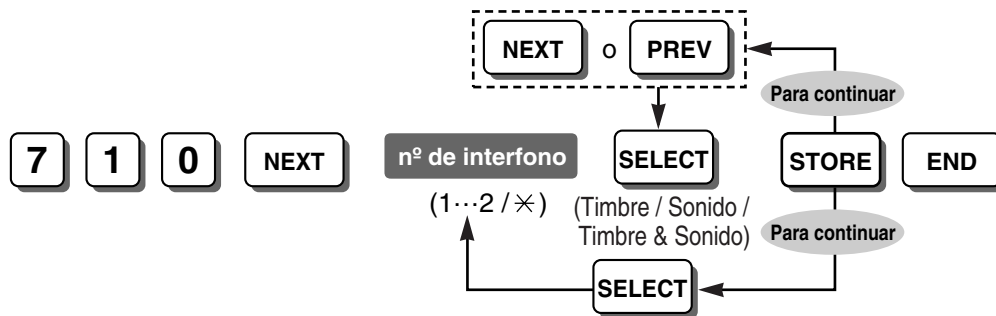 NEXT o PREV
Para continuar
7 1 0 NEXT nº de interfono SELECT STORE END
(1···2 / ✳) (Timbre / Sonido /
Timbre & Sonido)
Para continuar
SELECT